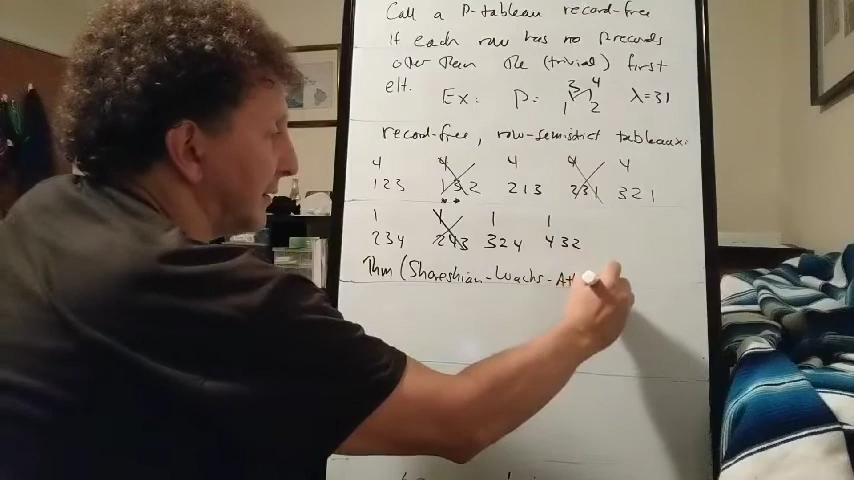 Call a P-tableau record-free
if each row has no P-records
other than the (trivial) first
elt. Ex: P: 3 4 1 2 λ=31
record-free, row-semistrict tableaux:
4 4 4 4 4
123 132 213 231 321
1 1 1 1
234 243 324 432
Thm (Shareshian-Wachs-At